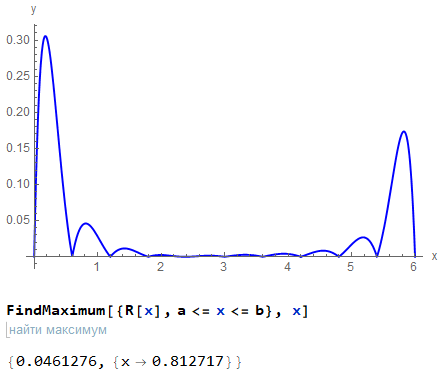 y
0.30
0.25
0.20
0.15
0.10
0.05
1 2 3 4 5 6 x
FindMaximum[{R[x], a <= x <= b}, x]
найти максимум
{0.0461276, {x → 0.812717}}